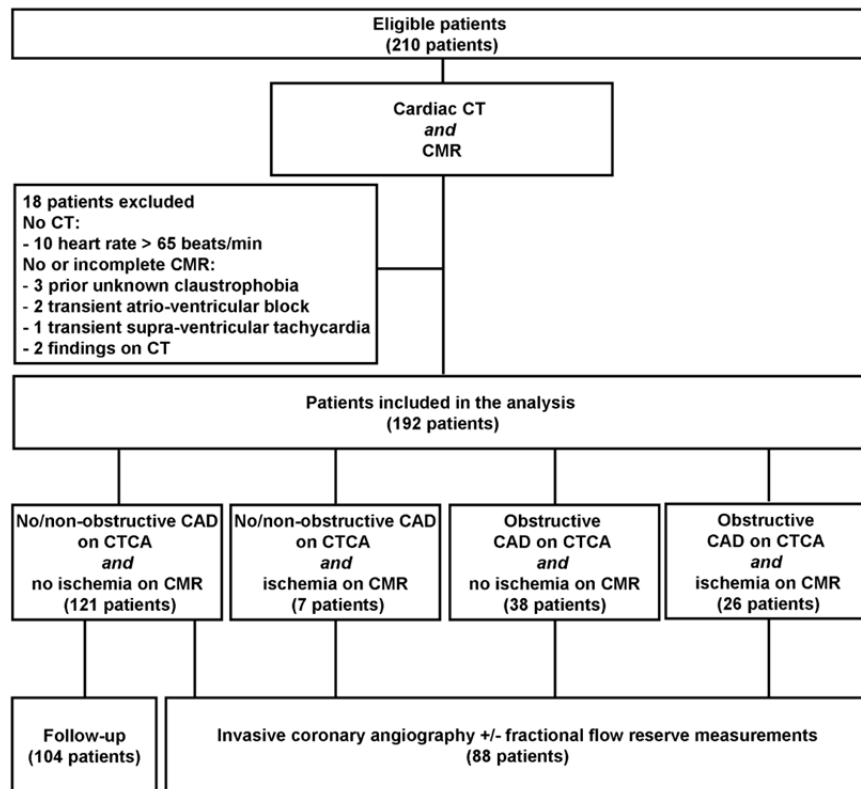 Eligible patients
(210 patients)
Cardiac CT
and
CMR
18 patients excluded
No CT:
- 10 heart rate > 65 beats/min
No or incomplete CMR:
- 3 prior unknown claustrophobia
- 2 transient atrio-ventricular block
- 1 transient supra-ventricular tachycardia
- 2 findings on CT
Patients included in the analysis
(192 patients)
No/non-obstructive CAD
on CTCA
and
no ischemia on CMR
(121 patients)
No/non-obstructive CAD
on CTCA
and
ischemia on CMR
(7 patients)
Obstructive
CAD on CTCA
and
no ischemia on CMR
(38 patients)
Obstructive
CAD on CTCA
and
ischemia on CMR
(26 patients)
Follow-up
(104 patients)
Invasive coronary angiography +/- fractional flow reserve measurements
(88 patients)